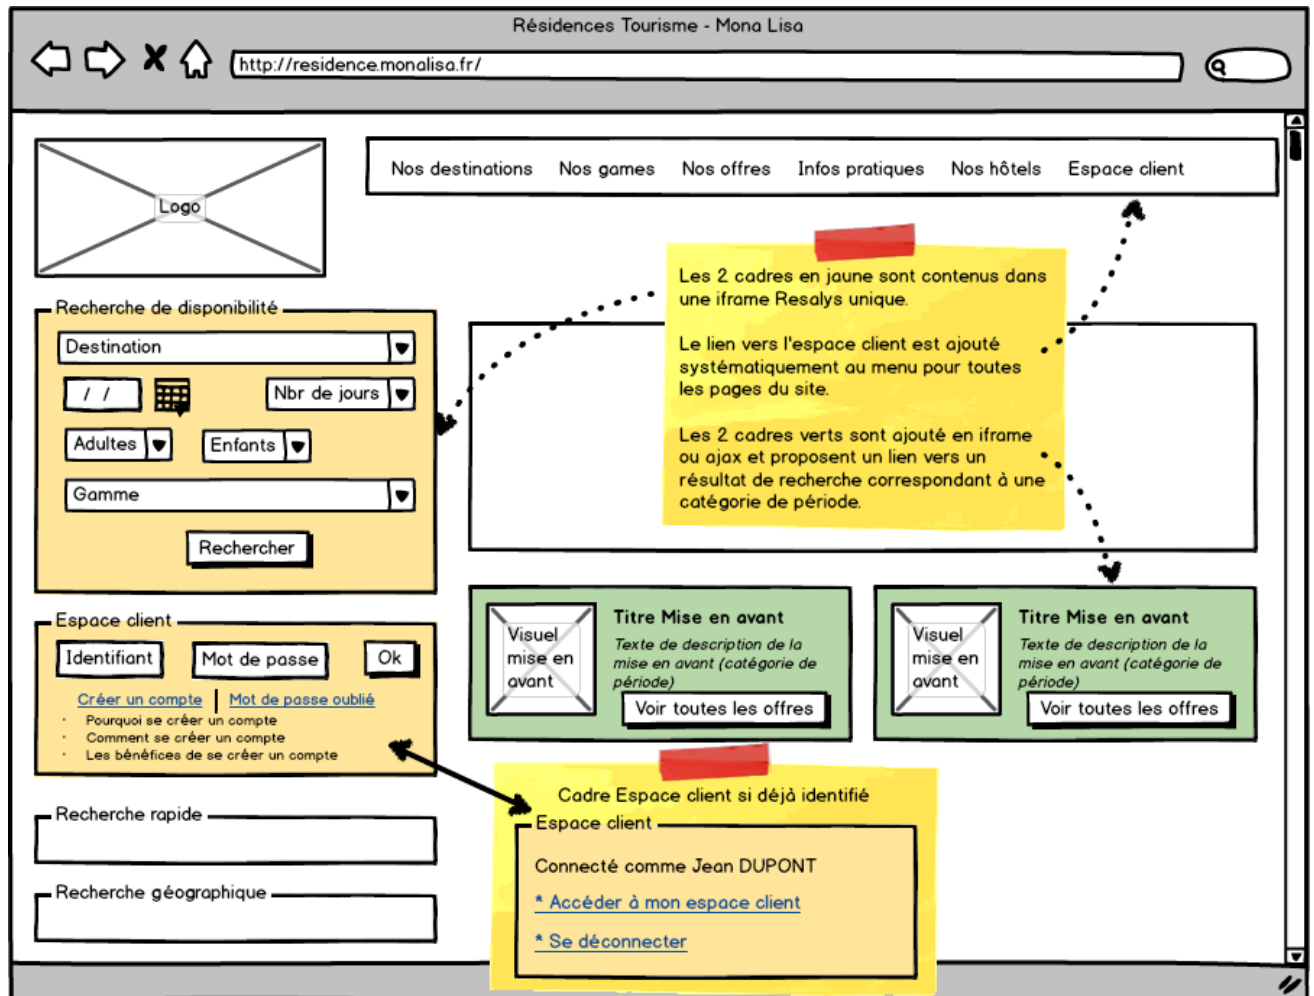 Résidences Tourisme - Mona Lisa
http://residence.monalisa.fr/
Logo
Nos destinations Nos games Nos offres Infos pratiques Nos hôtels Espace client
Les 2 cadres en jaune sont contenus dans
une iframe Resalys unique.
Le lien vers l'espace client est ajouté
systématiquement au menu pour toutes
les pages du site.
Les 2 cadres verts sont ajouté en iframe
ou ajax et proposent un lien vers un
résultat de recherche correspondant à une
catégorie de période.
Recherche de disponibilité
Destination
/ /
Nbr de jours
Adultes
Enfants
Gamme
Rechercher
Espace client
Identifiant
Mot de passe
Ok
Créer un compte
Mot de passe oublié
· Pourquoi se créer un compte
· Comment se créer un compte
· Les bénéfices de se créer un compte
Recherche rapide
Recherche géographique
Visuel
mise en
avant
Titre Mise en avant
Texte de description de la
mise en avant (catégorie de
période)
Voir toutes les offres
Visuel
mise en
avant
Titre Mise en avant
Texte de description de la
mise en avant (catégorie de
période)
Voir toutes les offres
Cadre Espace client si déjà identifié
Espace client
Connecté comme Jean DUPONT
* Accéder à mon espace client
* Se déconnecter